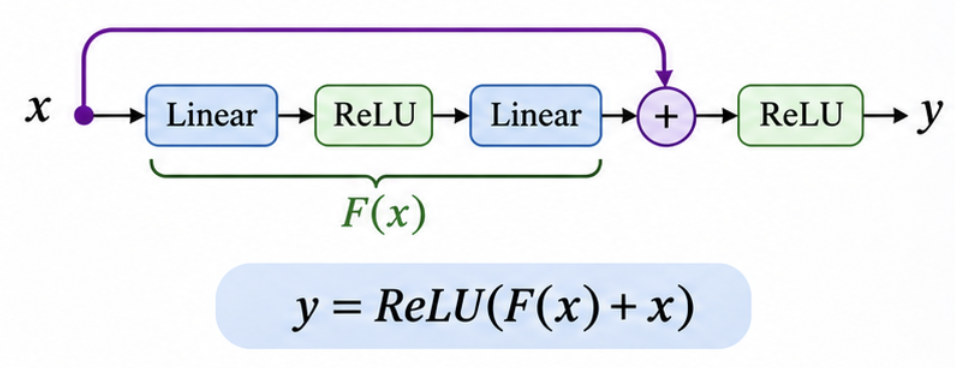 x Linear ReLU Linear + ReLU y
F(x)
y = ReLU(F(x) + x)